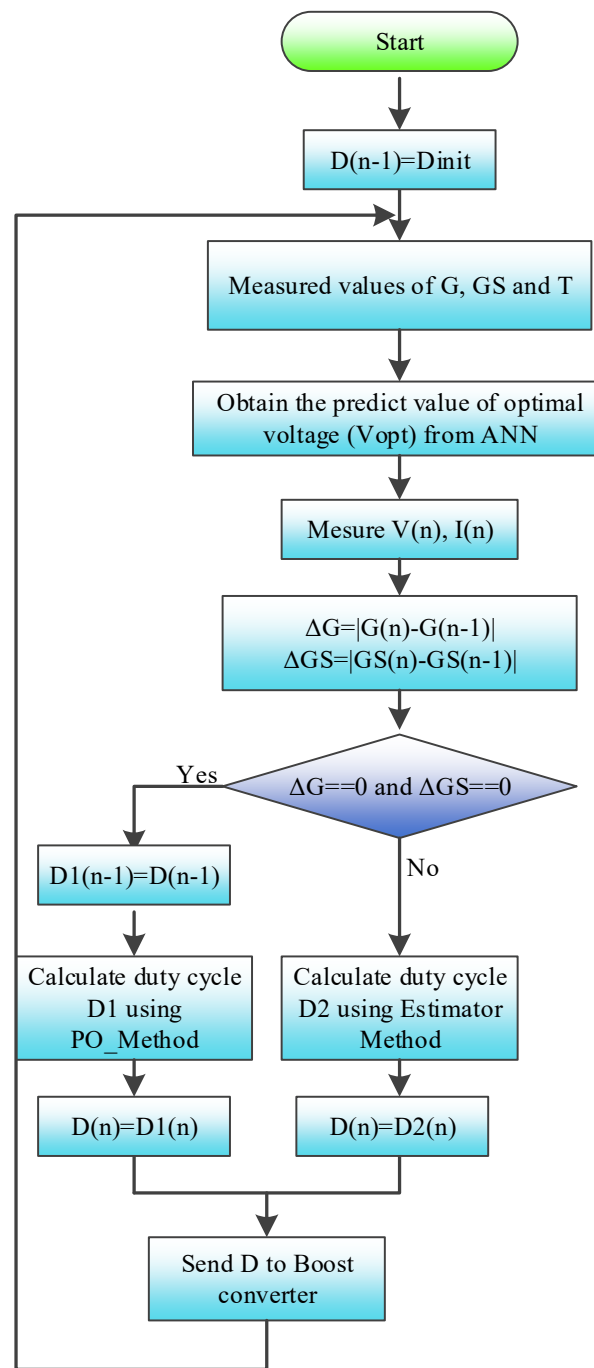 Start
D(n-1)=Dinit
Measured values of G, GS and T
Obtain the predict value of optimal
voltage (Vopt) from ANN
Mesure V(n), I(n)
ΔG=|G(n)-G(n-1)|
ΔGS=|GS(n)-GS(n-1)|
Yes
ΔG==0 and ΔGS==0
No
D1(n-1)=D(n-1)
Calculate duty cycle
D1 using
PO_Method
Calculate duty cycle
D2 using Estimator
Method
D(n)=D1(n)
D(n)=D2(n)
Send D to Boost
converter